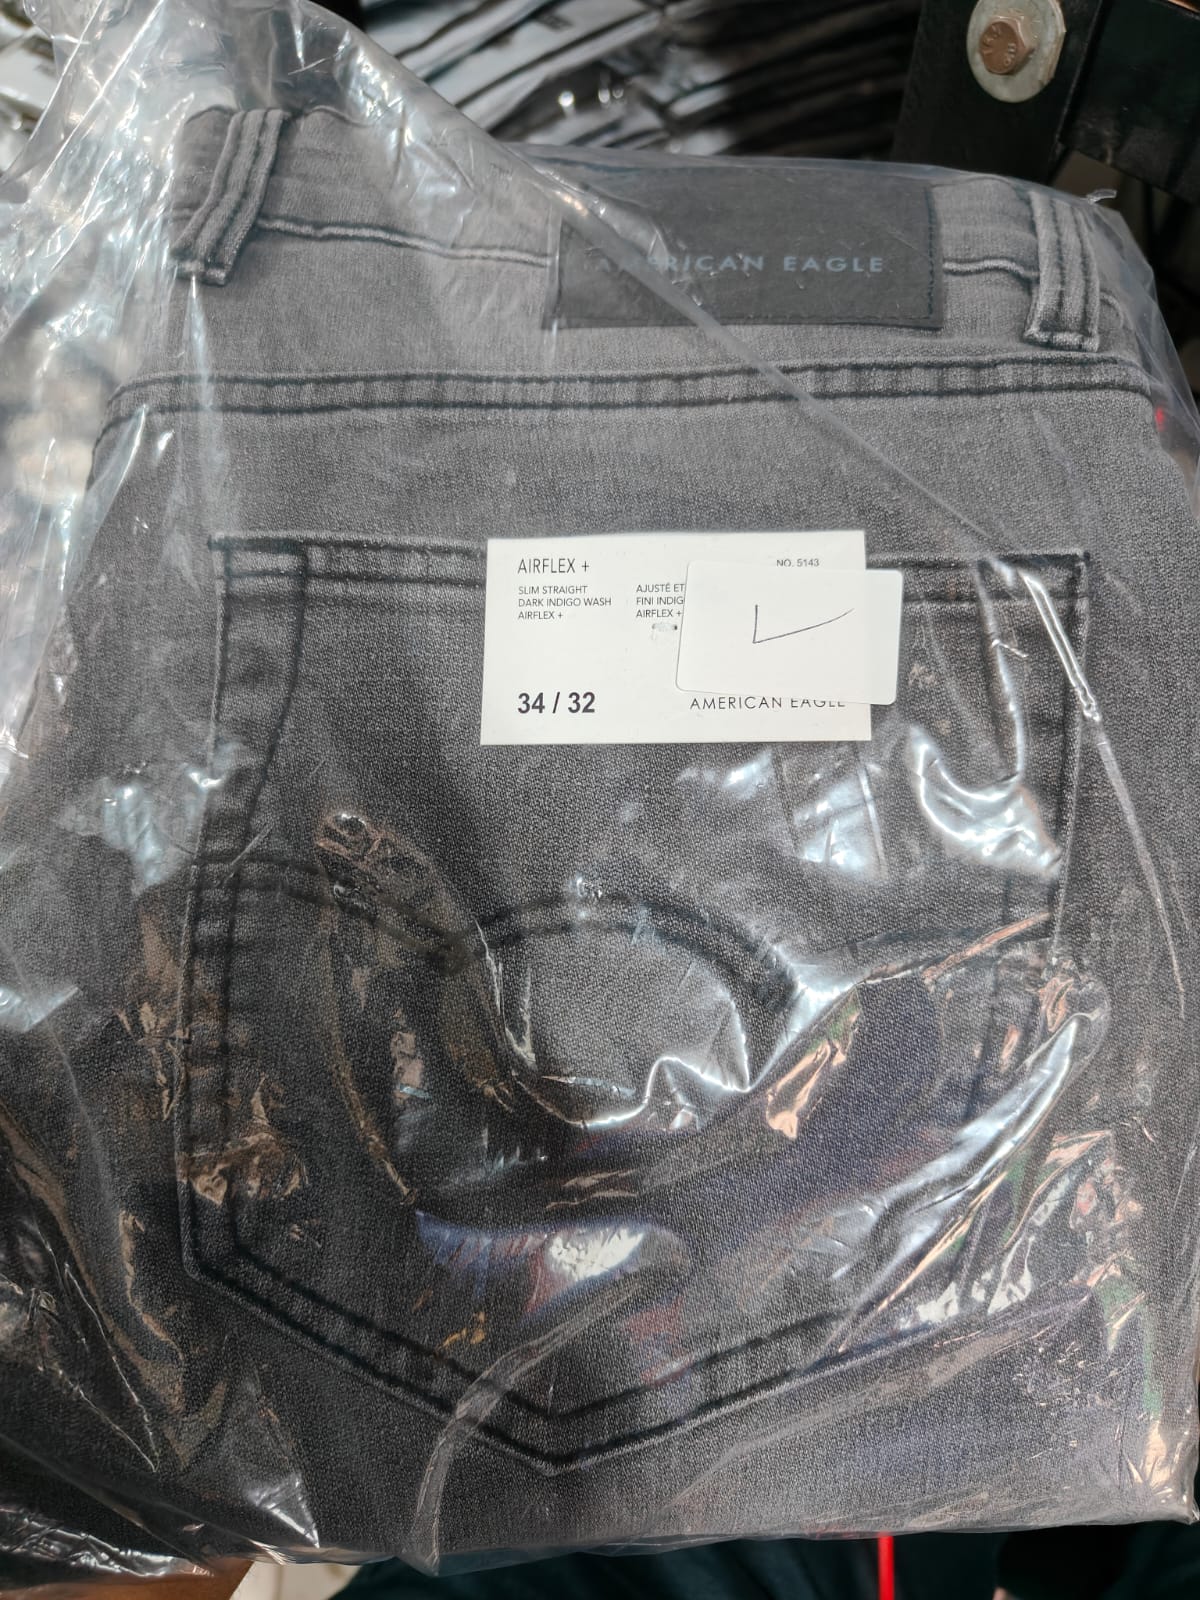 AMERICAN EAGLE
AIRFLEX +
NO. 5143
SLIM STRAIGHT
DARK INDIGO WASH
AIRFLEX +
AJUSTÉ ET
FINI INDIG
AIRFLEX +
34 / 32
AMERICAN EAGLE